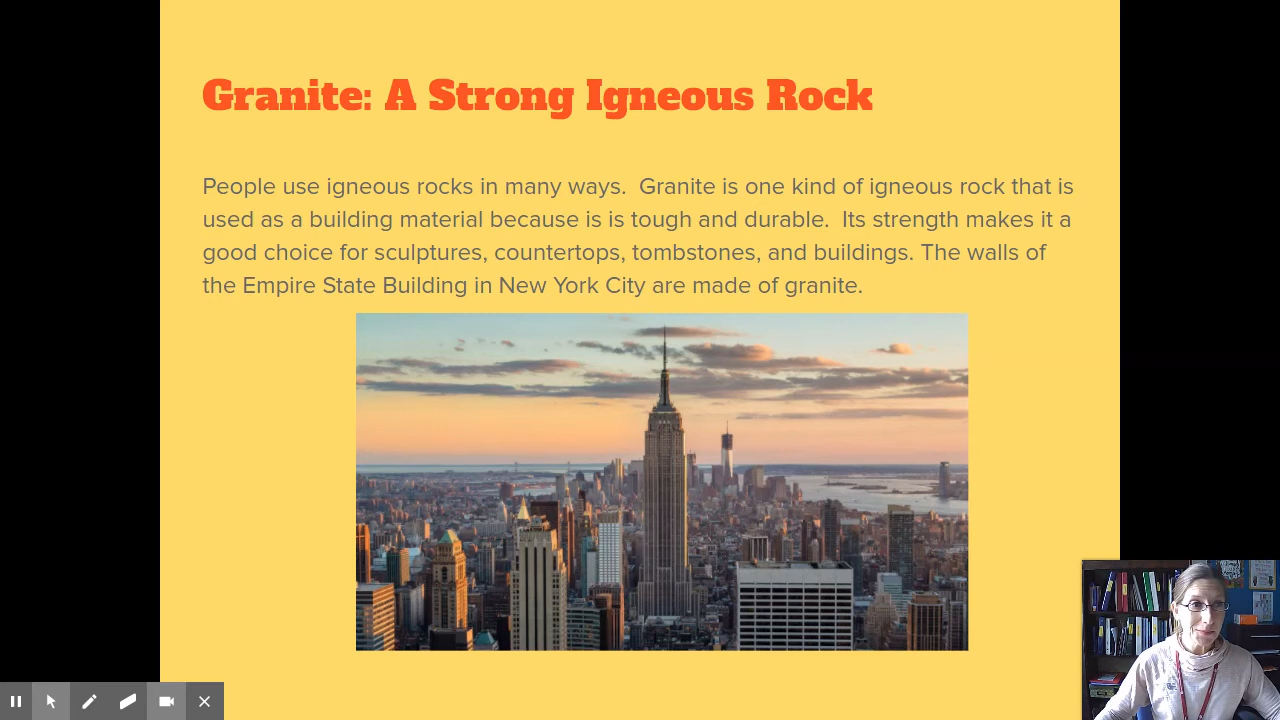 Granite: A Strong Igneous Rock
People use igneous rocks in many ways.  Granite is one kind of igneous rock that is
used as a building material because is is tough and durable.  Its strength makes it a
good choice for sculptures, countertops, tombstones, and buildings. The walls of
the Empire State Building in New York City are made of granite.